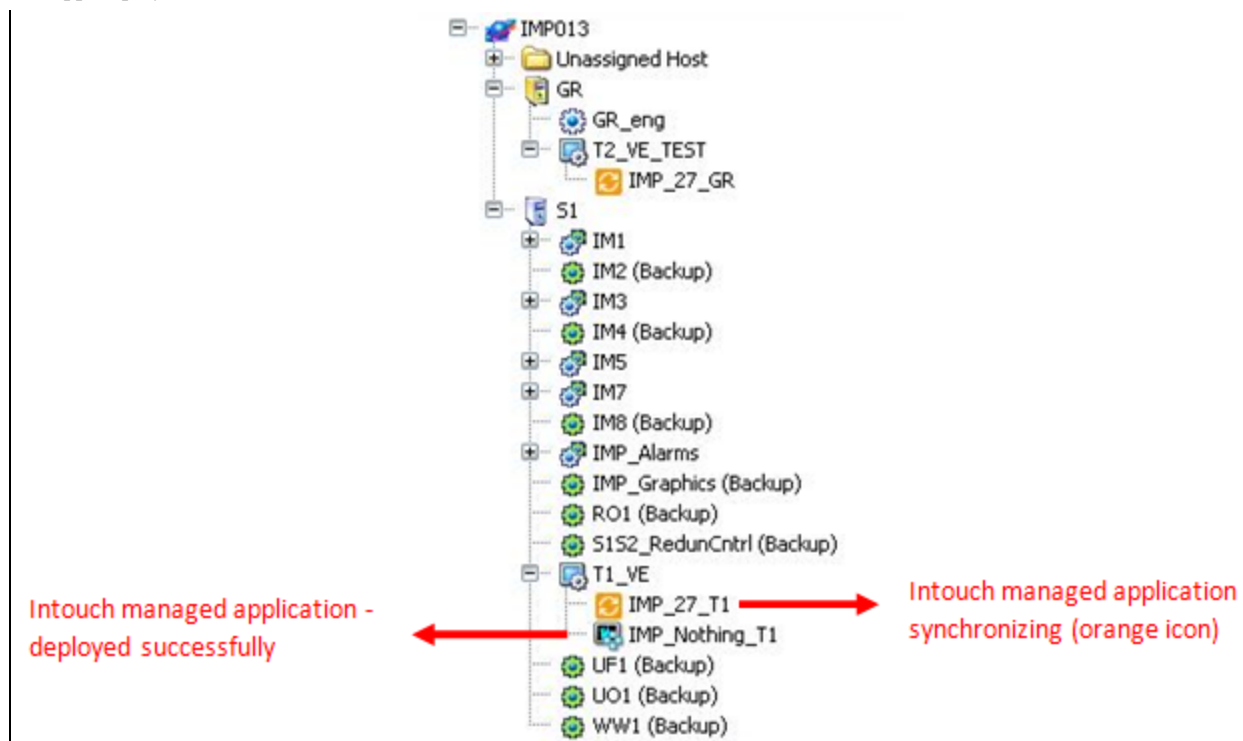 IMP013
Unassigned Host
GR
GR_eng
T2_VE_TEST
IMP_27_GR
S1
IM1
IM2 (Backup)
IM3
IM4 (Backup)
IM5
IM7
IM8 (Backup)
IMP_Alarms
IMP_Graphics (Backup)
RO1 (Backup)
S1S2_RedunCntrl (Backup)
T1_VE
IMP_27_T1
IMP_Nothing_T1
UF1 (Backup)
UO1 (Backup)
WW1 (Backup)
Intouch managed application -
deployed successfully
Intouch managed application
synchronizing (orange icon)